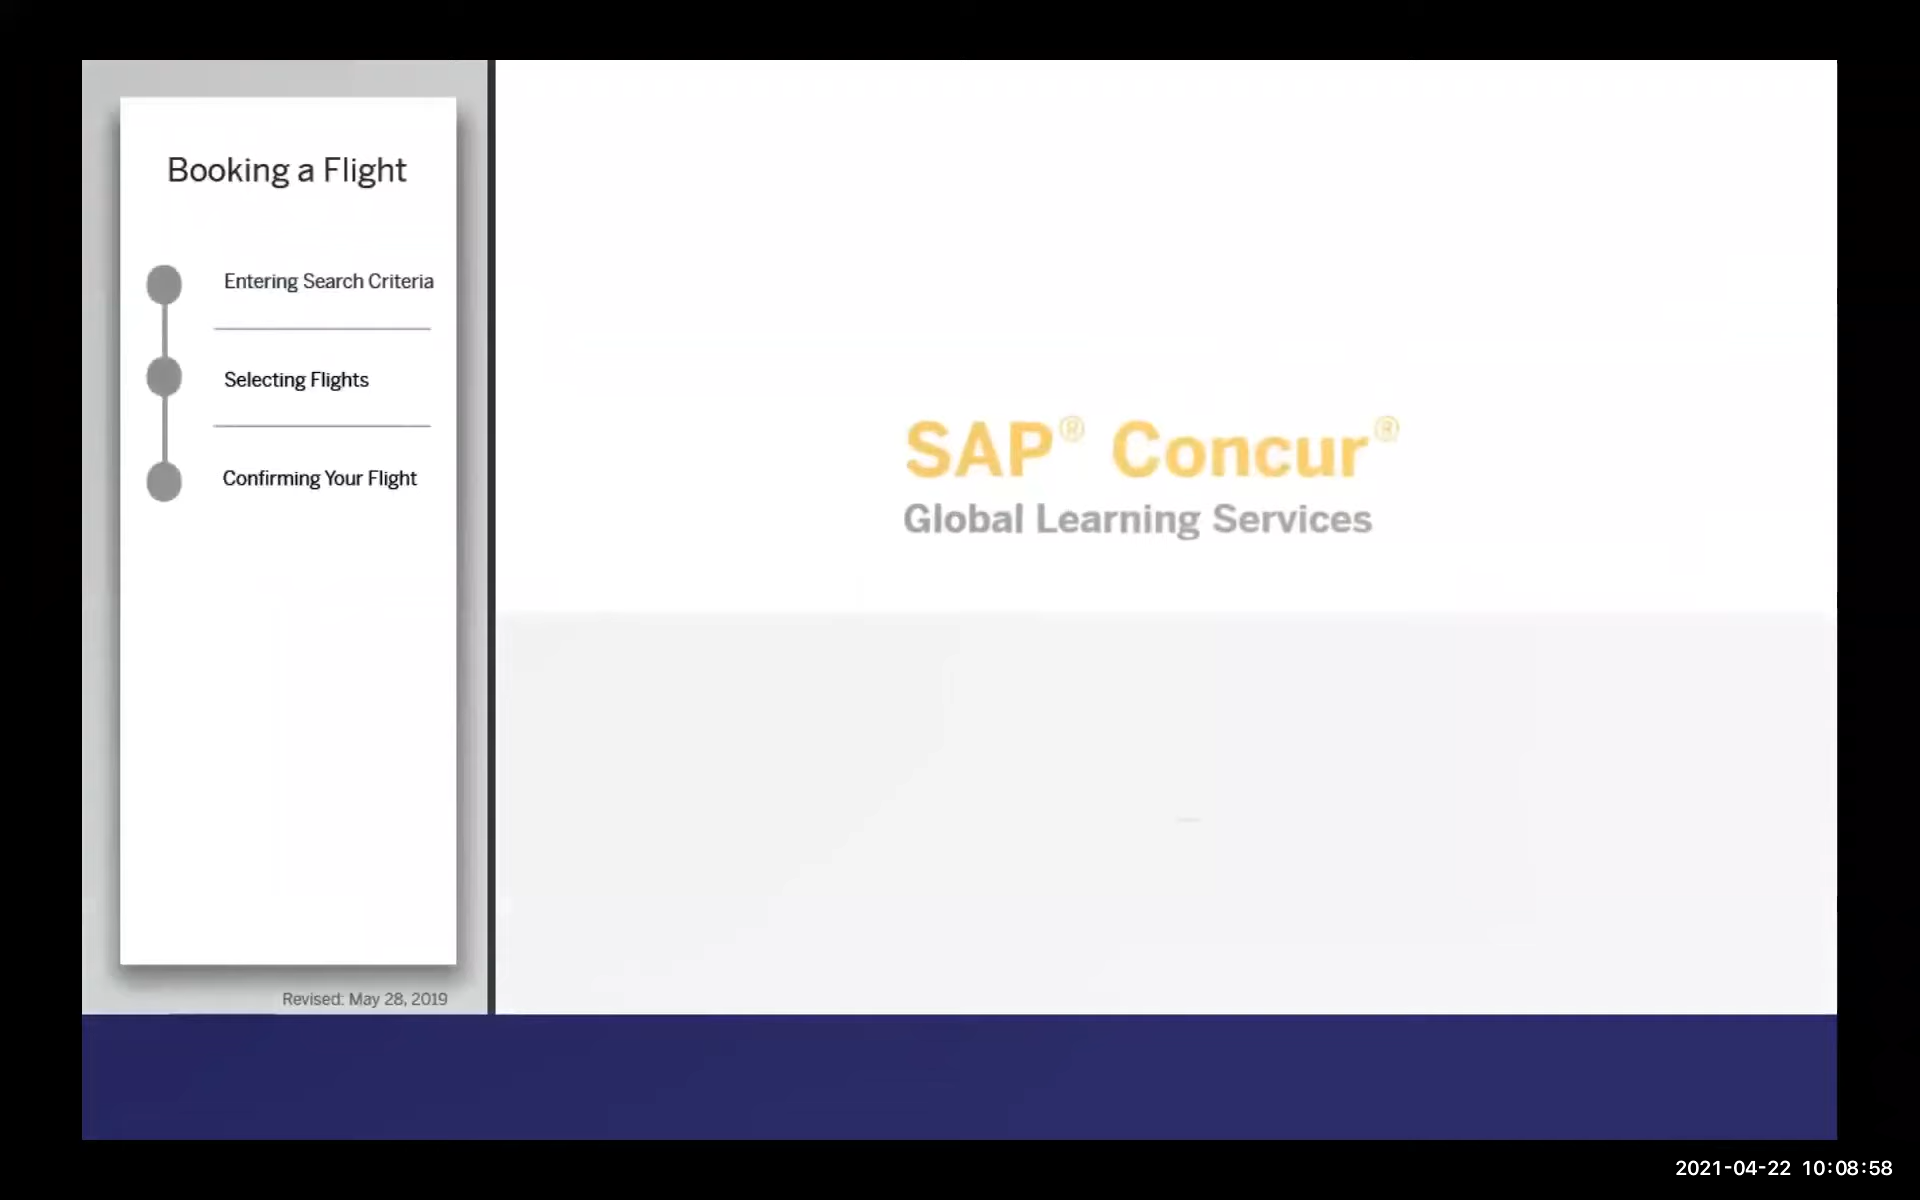 Booking a Flight
Entering Search Criteria
Selecting Flights
Confirming Your Flight
Revised: May 28, 2019
SAP® Concur®
Global Learning Services
2021-04-22 10:08:58